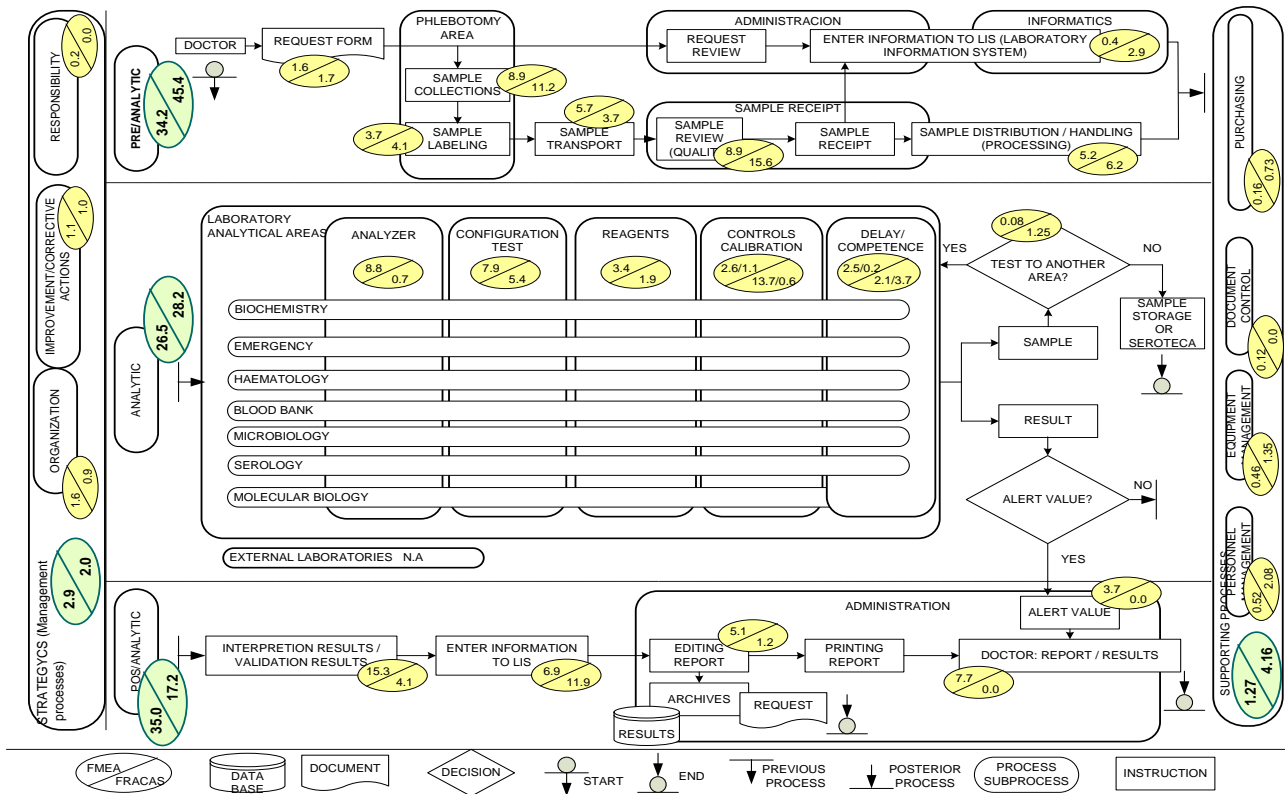 RESPONSIBILITY
0.2
0.0
IMPROVEMENT/CORRECTIVE
ACTIONS
1.1
1.0
ORGANIZATION
1.6
0.9
STRATEGYCS (Management
processes)
2.9
2.0
PRE/ANALYTIC
34.2
45.4
DOCTOR
REQUEST FORM
1.6
1.7
PHLEBOTOMY
AREA
SAMPLE
COLLECTIONS
8.9
11.2
3.7
4.1
SAMPLE
LABELING
5.7
3.7
SAMPLE
TRANSPORT
ADMINISTRACION
REQUEST
REVIEW
INFORMATICS
ENTER INFORMATION TO LIS (LABORATORY
INFORMATION SYSTEM)
0.4
2.9
SAMPLE RECEIPT
SAMPLE
REVIEW
(QUALIT
8.9
15.6
SAMPLE
RECEIPT
SAMPLE DISTRIBUTION / HANDLING
(PROCESSING)
5.2
6.2
ANALYTIC
26.5
28.2
LABORATORY
ANALYTICAL AREAS
ANALYZER
8.8
0.7
CONFIGURATION
TEST
7.9
5.4
REAGENTS
3.4
1.9
CONTROLS
CALIBRATION
2.6/1.1
13.7/0.6
DELAY/
COMPETENCE
2.5/0.2
2.1/3.7
BIOCHEMISTRY
EMERGENCY
HAEMATOLOGY
BLOOD BANK
MICROBIOLOGY
SEROLOGY
MOLECULAR BIOLOGY
EXTERNAL LABORATORIES N.A
0.08
1.25
YES
TEST TO ANOTHER
AREA?
NO
SAMPLE
STORAGE
OR
SEROTECA
SAMPLE
RESULT
ALERT VALUE?
NO
YES
POS/ANALYTIC
35.0
17.2
INTERPRETION RESULTS /
VALIDATION RESULTS
15.3
4.1
ENTER INFORMATION
TO LIS
6.9
11.9
ADMINISTRATION
EDITING
REPORT
5.1
1.2
PRINTING
REPORT
3.7
0.0
ALERT VALUE
DOCTOR: REPORT / RESULTS
7.7
0.0
ARCHIVES
REQUEST
RESULTS
PURCHASING
0.16
0.73
DOCUMENT
CONTROL
0.12
0.0
EQUIPMENT
MANAGEMENT
0.46
1.35
PERSONNEL
MANAGEMENT
0.52
2.08
SUPPORTING PROCESSES
1.27
4.16
FMEA
FRACAS
DATA
BASE
DOCUMENT
DECISION
START
END
PREVIOUS
PROCESS
POSTERIOR
PROCESS
PROCESS
SUBPROCESS
INSTRUCTION